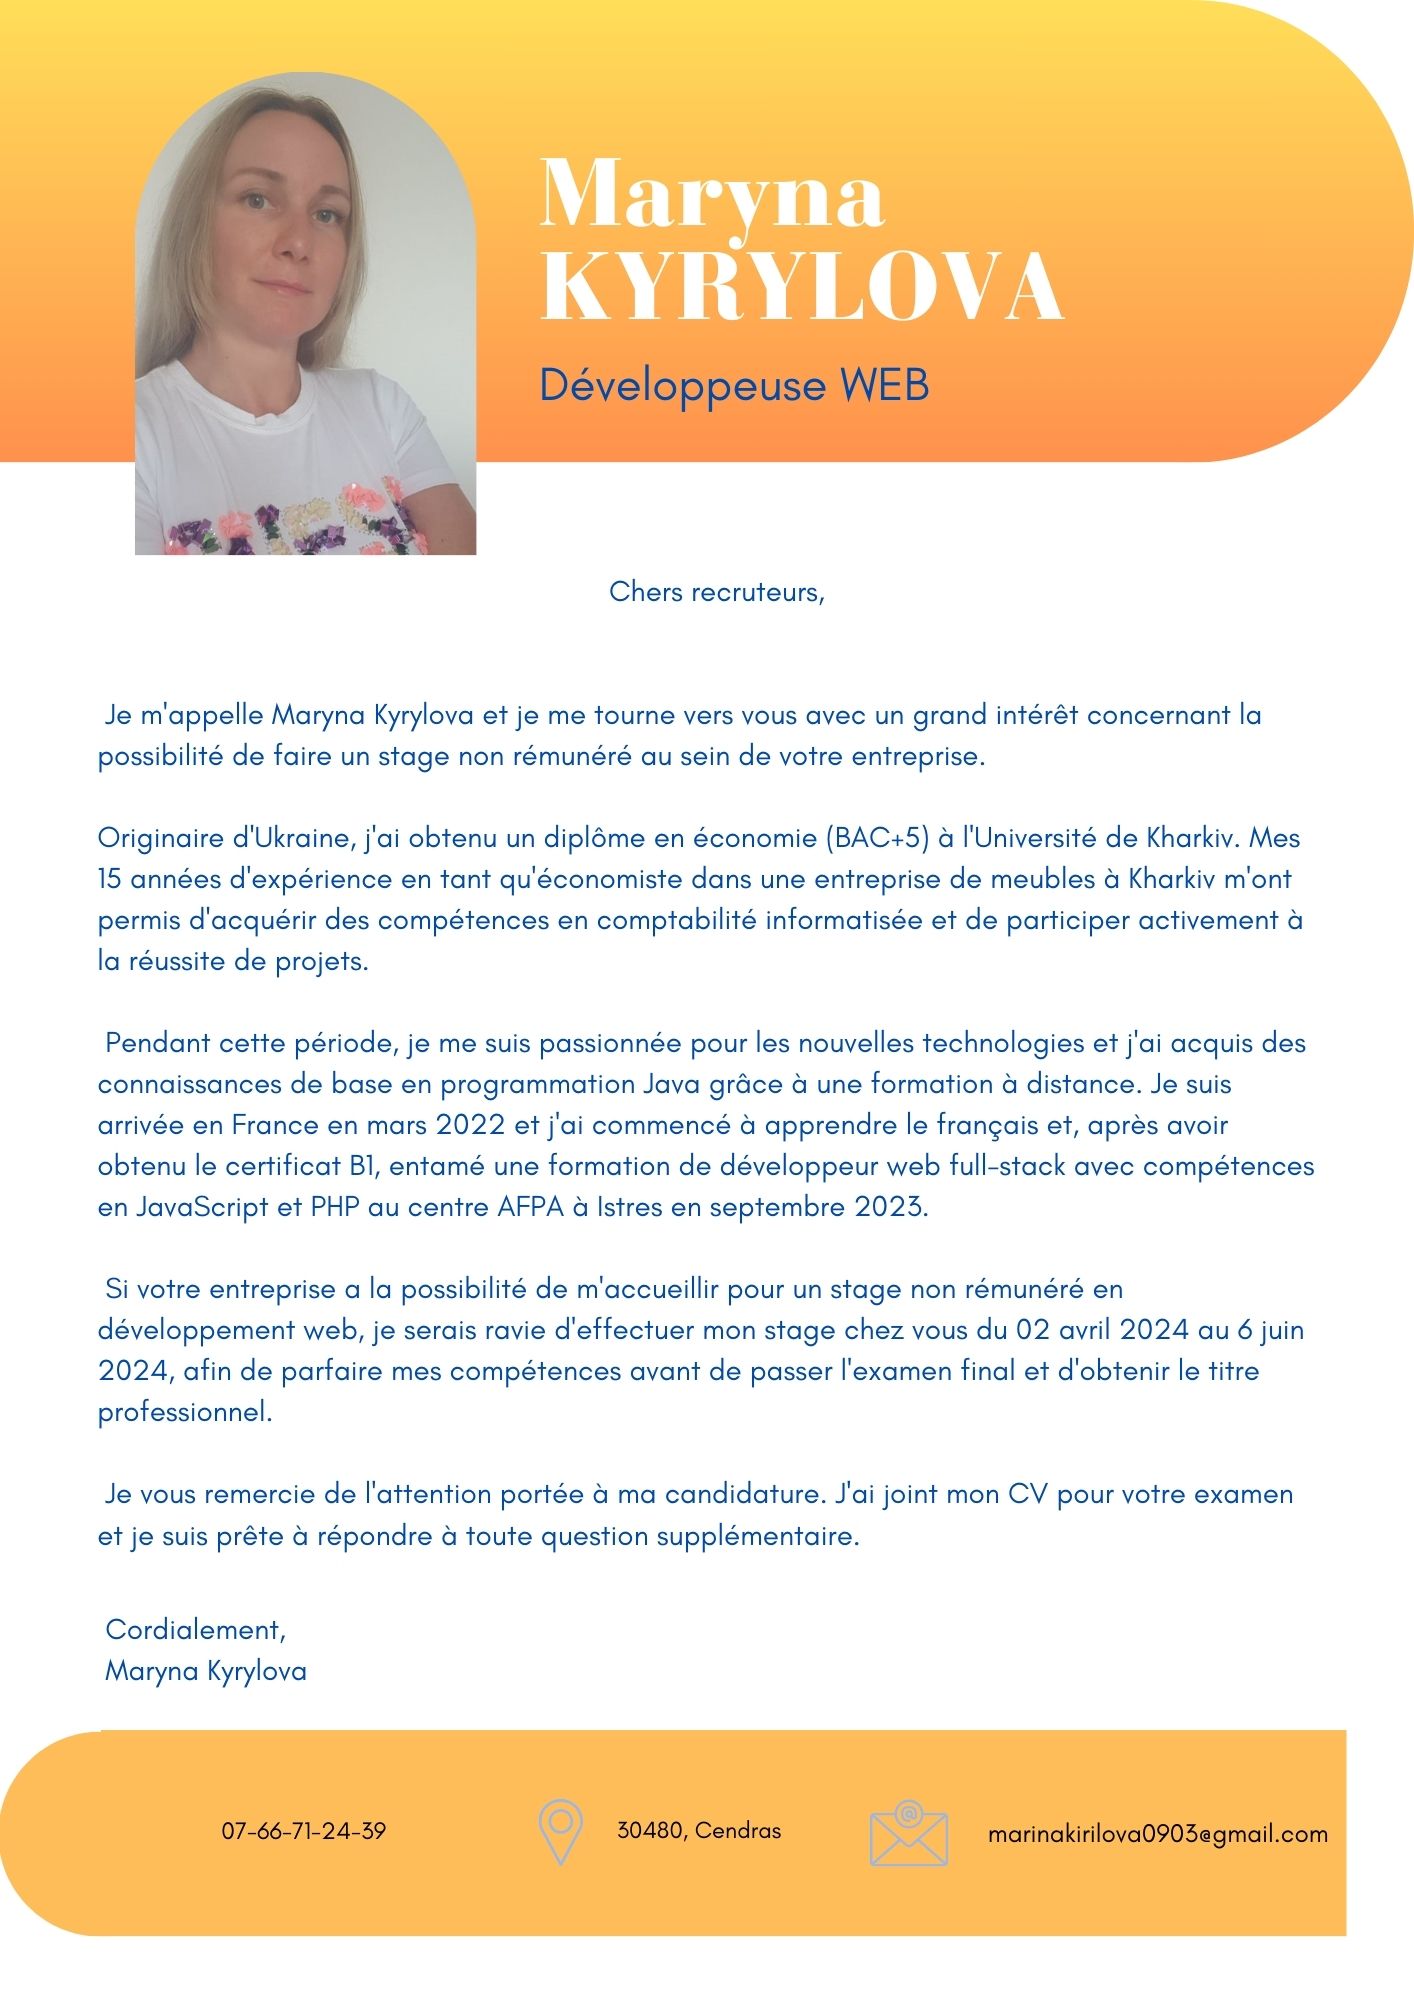 Maryna
KYRYLOVA
Développeuse WEB
Chers recruteurs,
Je m'appelle Maryna Kyrylova et je me tourne vers vous avec un grand intérêt concernant la
possibilité de faire un stage non rémunéré au sein de votre entreprise.
Originaire d'Ukraine, j'ai obtenu un diplôme en économie (BAC+5) à l'Université de Kharkiv. Mes
15 années d'expérience en tant qu'économiste dans une entreprise de meubles à Kharkiv m'ont
permis d'acquérir des compétences en comptabilité informatisée et de participer activement à
la réussite de projets.
Pendant cette période, je me suis passionnée pour les nouvelles technologies et j'ai acquis des
connaissances de base en programmation Java grâce à une formation à distance. Je suis
arrivée en France en mars 2022 et j'ai commencé à apprendre le français et, après avoir
obtenu le certificat B1, entamé une formation de développeur web full-stack avec compétences
en JavaScript et PHP au centre AFPA à Istres en septembre 2023.
Si votre entreprise a la possibilité de m'accueillir pour un stage non rémunéré en
développement web, je serais ravie d'effectuer mon stage chez vous du 02 avril 2024 au 6 juin
2024, afin de parfaire mes compétences avant de passer l'examen final et d'obtenir le titre
professionnel.
Je vous remercie de l'attention portée à ma candidature. J'ai joint mon CV pour votre examen
et je suis prête à répondre à toute question supplémentaire.
Cordialement,
Maryna Kyrylova
07-66-71-24-39
30480, Cendras
@
marinakirilova0903@gmail.com